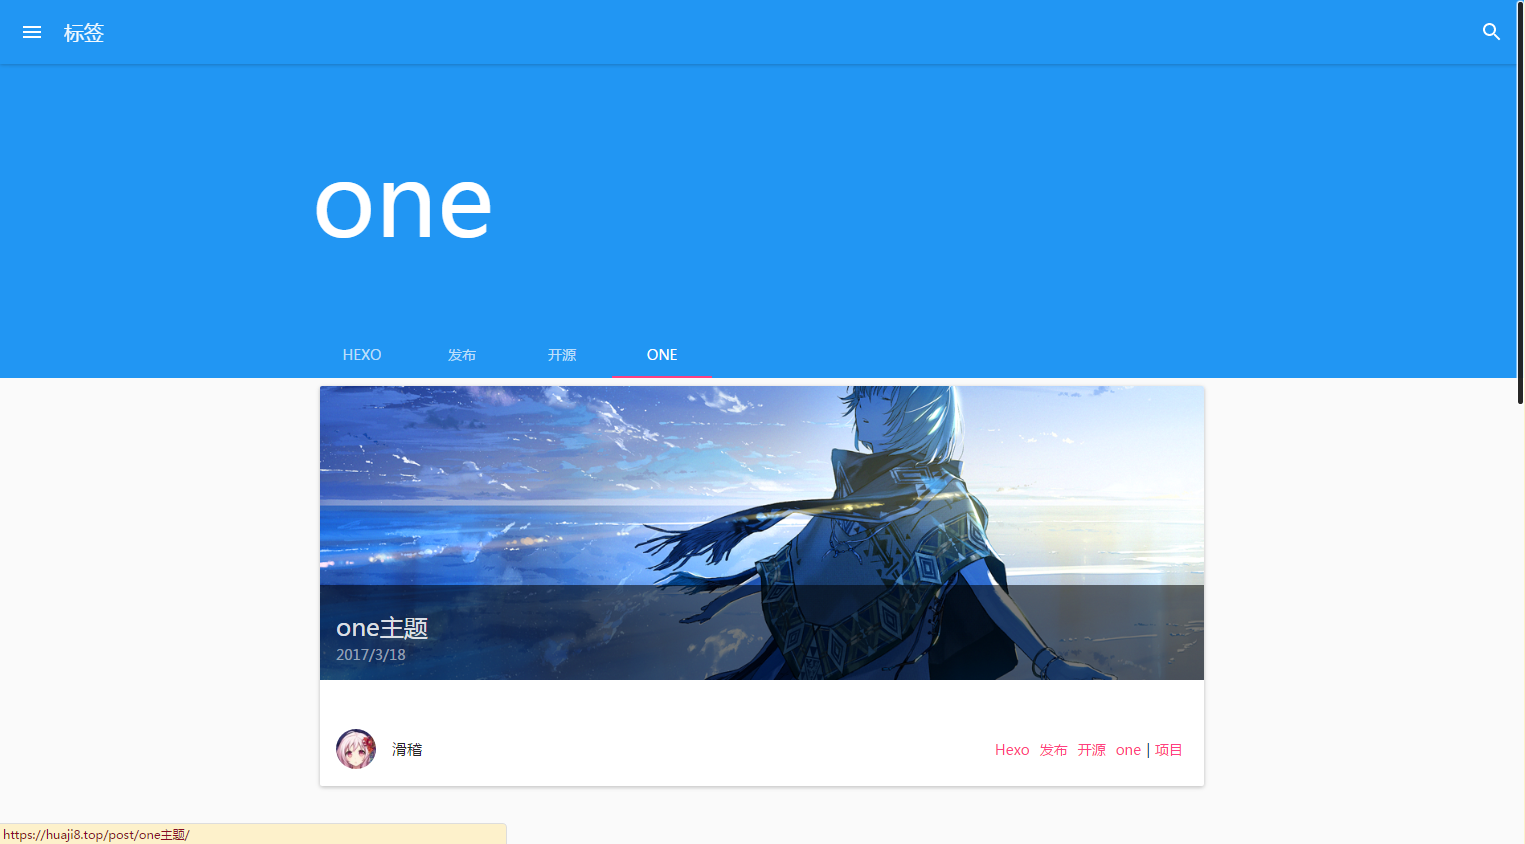 标签
one
HEXO 发布 开源 ONE
one主题
2017/3/18
滑稽 Hexo 发布 开源 one | 项目
https://huaji8.top/post/one主题/